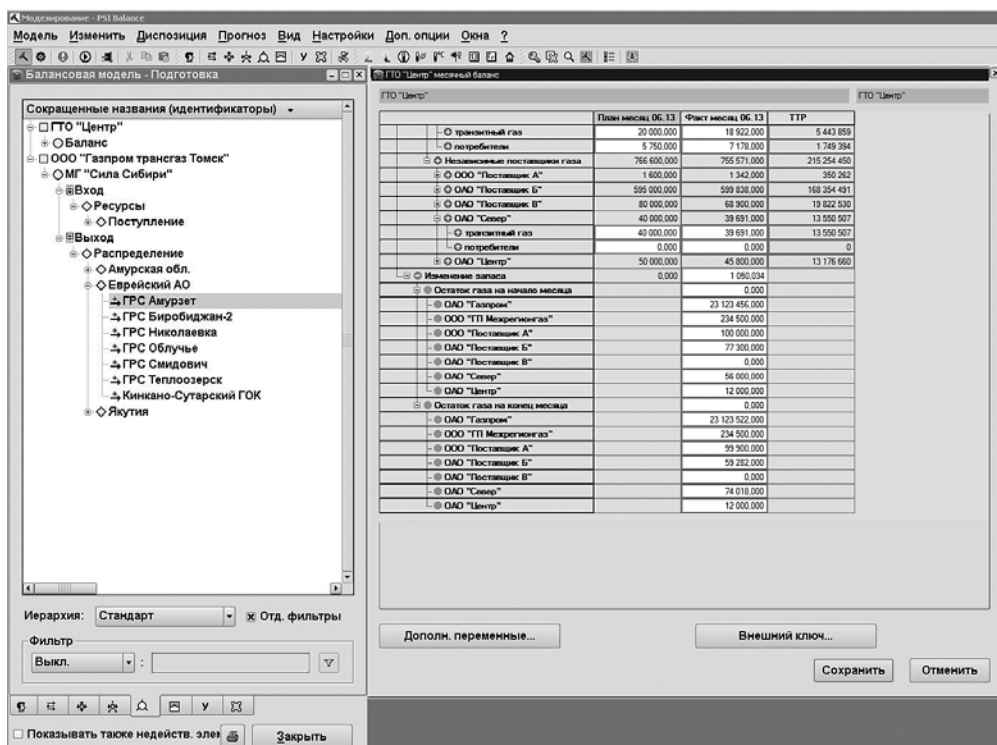 Моделирование - PSI Balance
Модель Изменить Диспозиция Прогноз Вид Настройки Доп. опции Окна ?
Балансовая модель - Подготовка
Сокращенные названия (идентификаторы)
ГТО "Центр"
Баланс
ООО "Газпром трансгаз Томск"
МГ "Сила Сибири"
Вход
Ресурсы
Поступление
Выход
Распределение
Амурская обл.
Еврейский АО
ГРС Амурзет
ГРС Биробиджан-2
ГРС Николаевка
ГРС Облучье
ГРС Смидович
ГРС Теплоозерск
Кинкано-Сутарский ГОК
Якутия
Иерархия: Стандарт Отд. фильтры
Фильтр
Выкл. :
У
Показывать также недейств. элем
Закрыть
ГТО "Центр" месячный баланс
ГТО "Центр" ГТО "Центр"
План месяц 06.13 Факт месяц 06.13 ТТР
транзитный газ 20 000,000 18 922,000 5 443 859
потребители 5 750,000 7 178,000 1 749 394
Независимые поставщики газа 766 600,000 755 571,000 215 254 450
ООО "Поставщик А" 1 600,000 1 342,000 350 262
ОАО "Поставщик Б" 595 000,000 599 838,000 168 354 491
ОАО "Поставщик В" 80 000,000 68 900,000 19 822 530
ОАО "Север" 40 000,000 39 691,000 13 550 507
транзитный газ 40 000,000 39 691,000 13 550 507
потребители 0,000 0,000 0
ОАО "Центр" 50 000,000 45 800,000 13 176 660
Изменение запаса 0,000 1 050,034
Остаток газа на начало месяца 0,000
ОАО "Газпром" 23 123 456,000
ООО "ГП Межрегионгаз" 234 500,000
ООО "Поставщик А" 100 000,000
ОАО "Поставщик Б" 77 300,000
ОАО "Поставщик В" 0,000
ОАО "Север" 56 000,000
ОАО "Центр" 12 000,000
Остаток газа на конец месяца 0,000
ОАО "Газпром" 23 123 522,000
ООО "ГП Межрегионгаз" 234 500,000
ООО "Поставщик А" 99 900,000
ОАО "Поставщик Б" 59 282,000
ОАО "Поставщик В" 0,000
ОАО "Север" 74 018,000
ОАО "Центр" 12 000,000
Дополн. переменные... Внешний ключ...
Сохранить Отменить